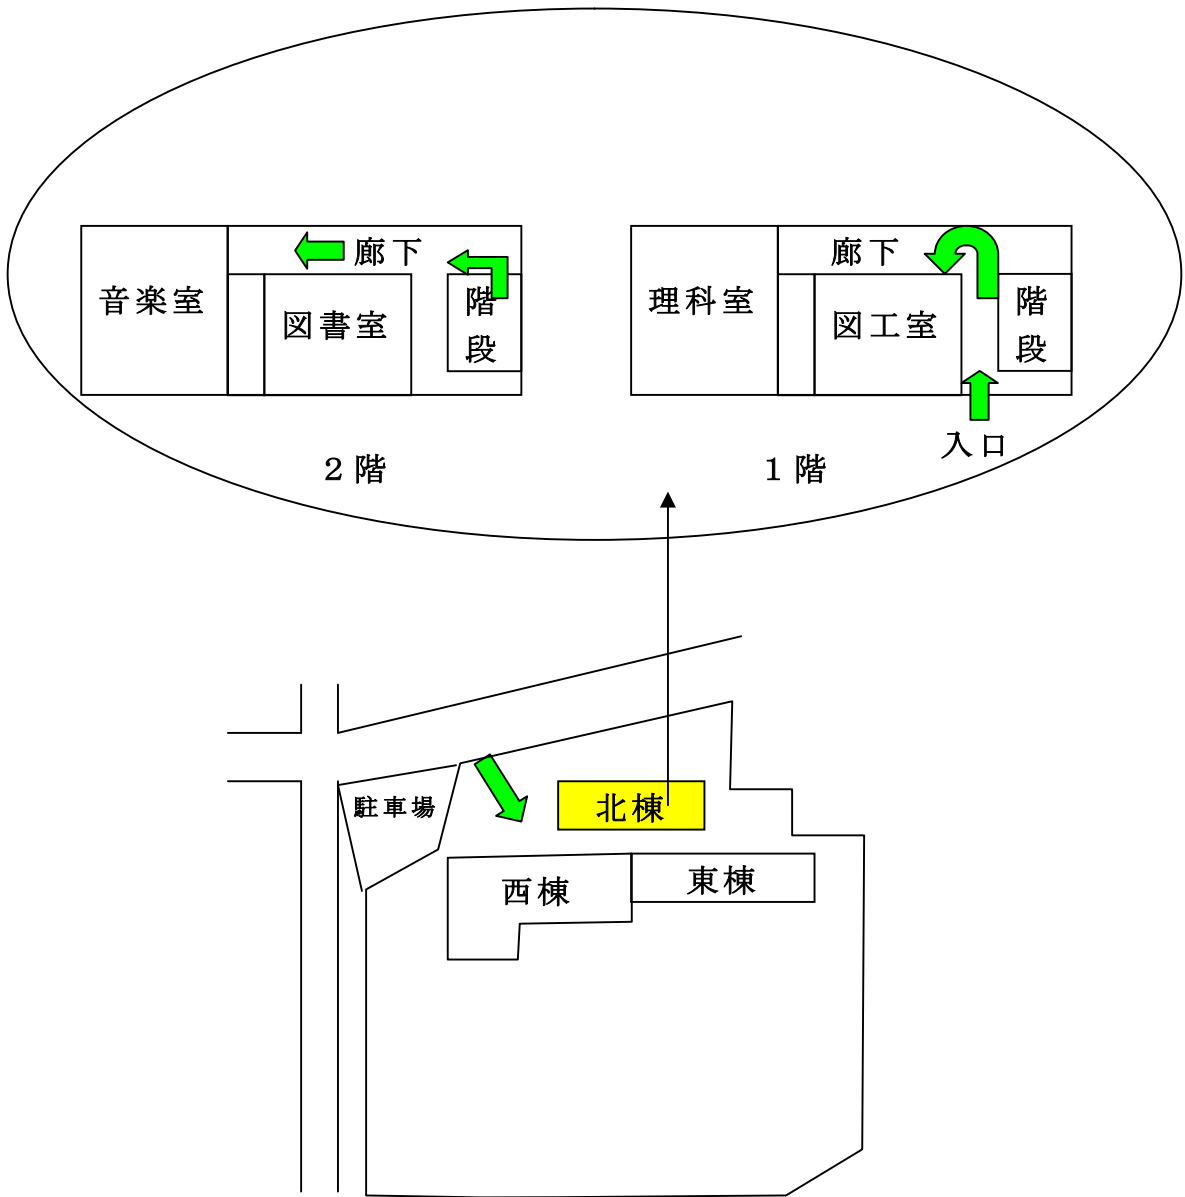 廊下
音楽室
図書室
階
段
2階
廊下
理科室
図工室
階
段
入口
1階
駐車場
北棟
西棟
東棟